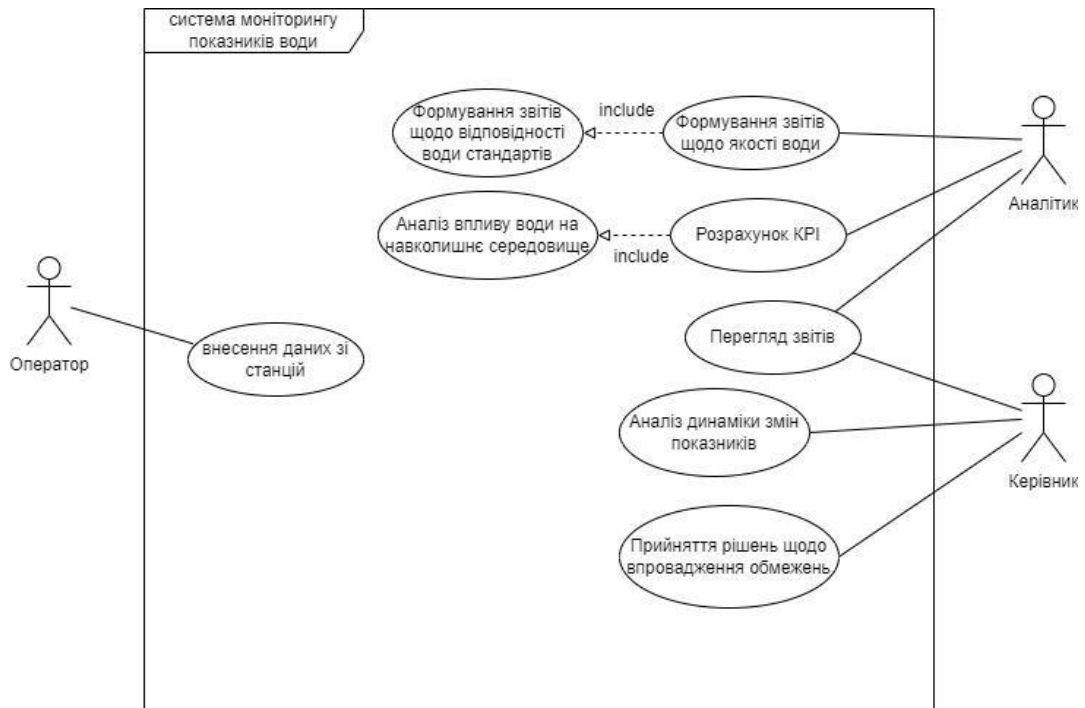 система моніторингу
показників води
Формування звітів
щодо відповідності
води стандартів
include
Формування звітів
щодо якості води
Аналітик
Аналіз впливу води на
навколишнє середовище
include
Розрахунок KPI
Оператор
внесення даних зі
станцій
Перегляд звітів
Аналіз динаміки змін
показників
Керівник
Прийняття рішень щодо
впровадження обмежень